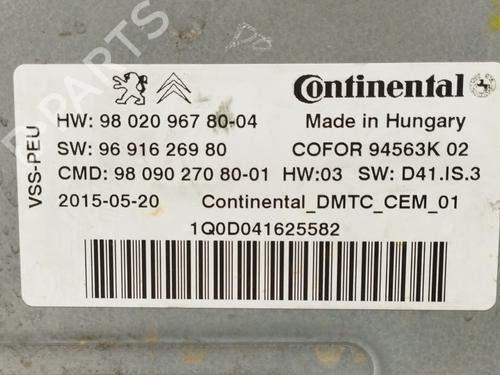 Continental
HW: 98 020 967 80-04
Made in Hungary
SW: 96 916 269 80
COFOR 94563K 02
CMD: 98 090 270 80-01 HW:03 SW: D41.IS.3
2015-05-20 Continental_DMTC_CEM_01
1Q0D041625582
VSS-PEU
B-PARTS